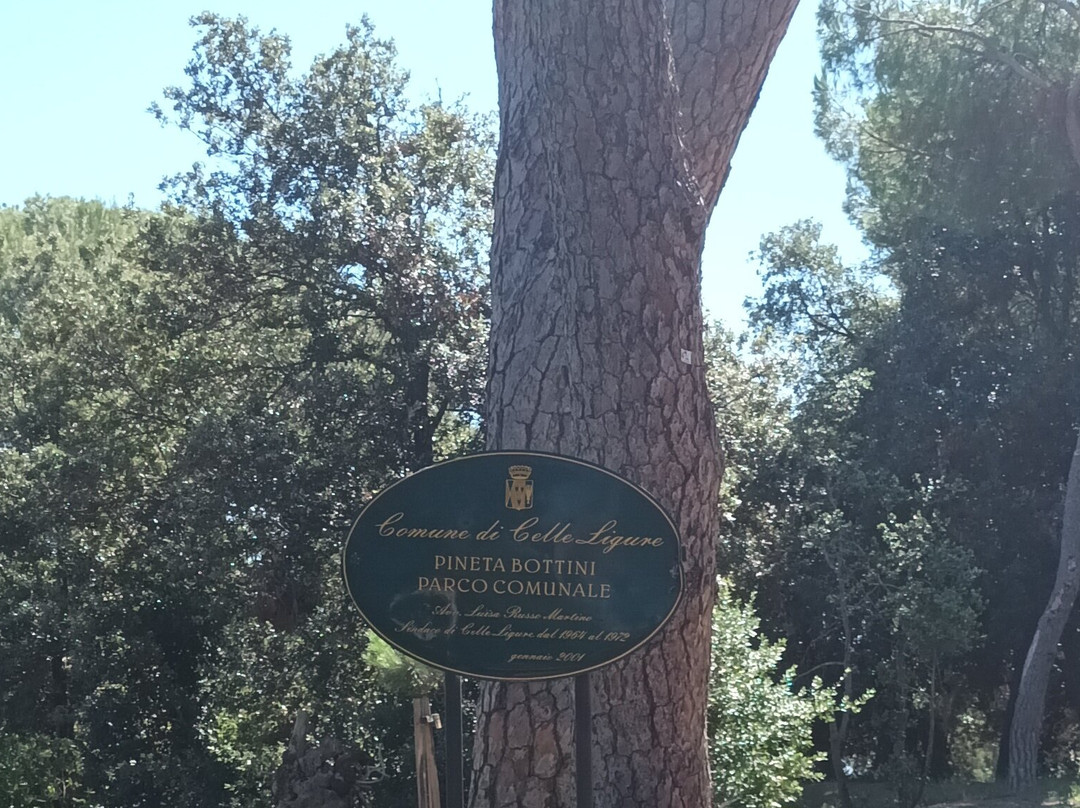 Comune di Celle Ligure
PINETA BOTTINI
PARCO COMUNALE
Avv. Luisa Russo Martino
Sindaco di Celle Ligure dal 1964 al 1972
gennaio 2001